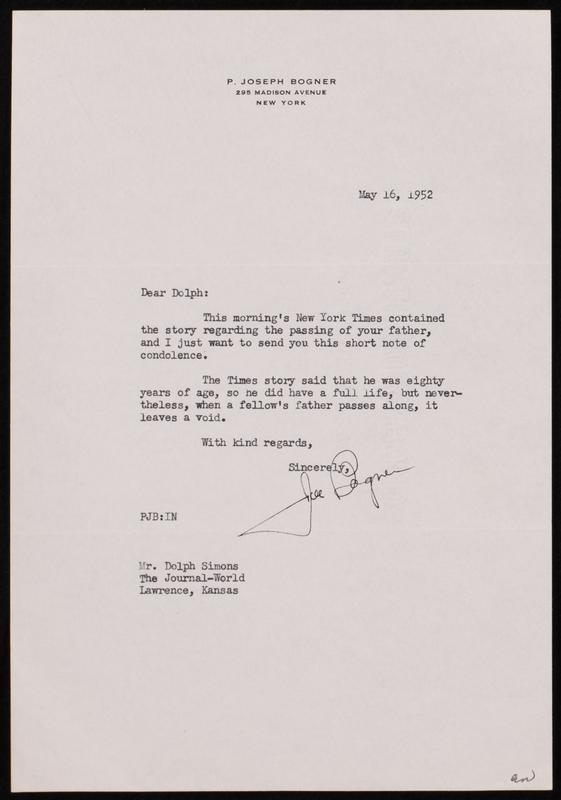 P. JOSEPH BOGNER
295 MADISON AVENUE
NEW YORK
May 16, 1952
Dear Dolph:
This morning's New York Times contained
the story regarding the passing of your father,
and I just want to send you this short note of
condolence.
The Times story said that he was eighty
years of age, so he did have a full life, but never-
theless, when a fellow's father passes along, it
leaves a void.
With kind regards,
Sincerely,
Joe Bogner
PJB:IN
Mr. Dolph Simons
The Journal-World
Lawrence, Kansas